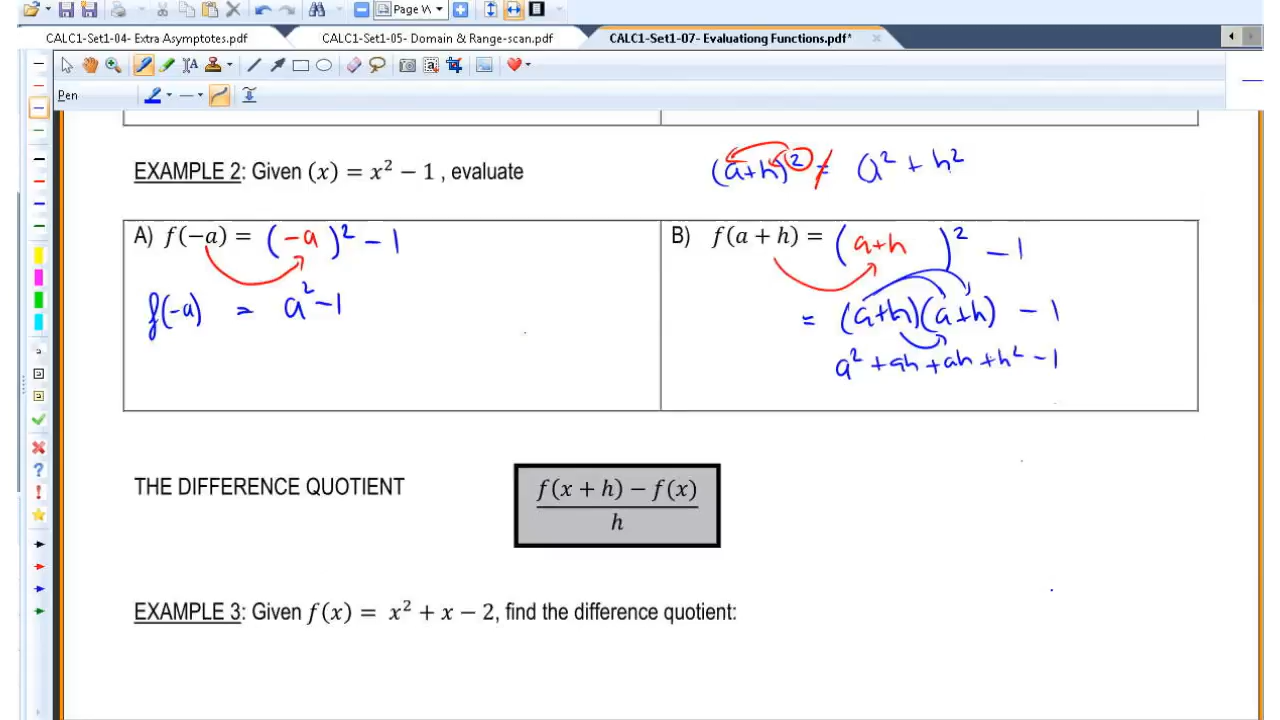 Page W
CALC1-Set1-04- Extra Asymptotes.pdf
CALC1-Set1-05- Domain & Range-scan.pdf
CALC1-Set1-07- Evaluationg Functions.pdf*
Pen
EXAMPLE 2: Given (x) = x² − 1 , evaluate
(a+h)² ≠ a² + h²
A) f(−a) = (-a)² - 1
f(-a) = a² - 1
B) f(a + h) = (a+h)² - 1
= (a+h)(a+h) - 1
a² + ah + ah + h² - 1
THE DIFFERENCE QUOTIENT
f(x + h) − f(x)
h
EXAMPLE 3: Given f(x) = x² + x − 2, find the difference quotient: